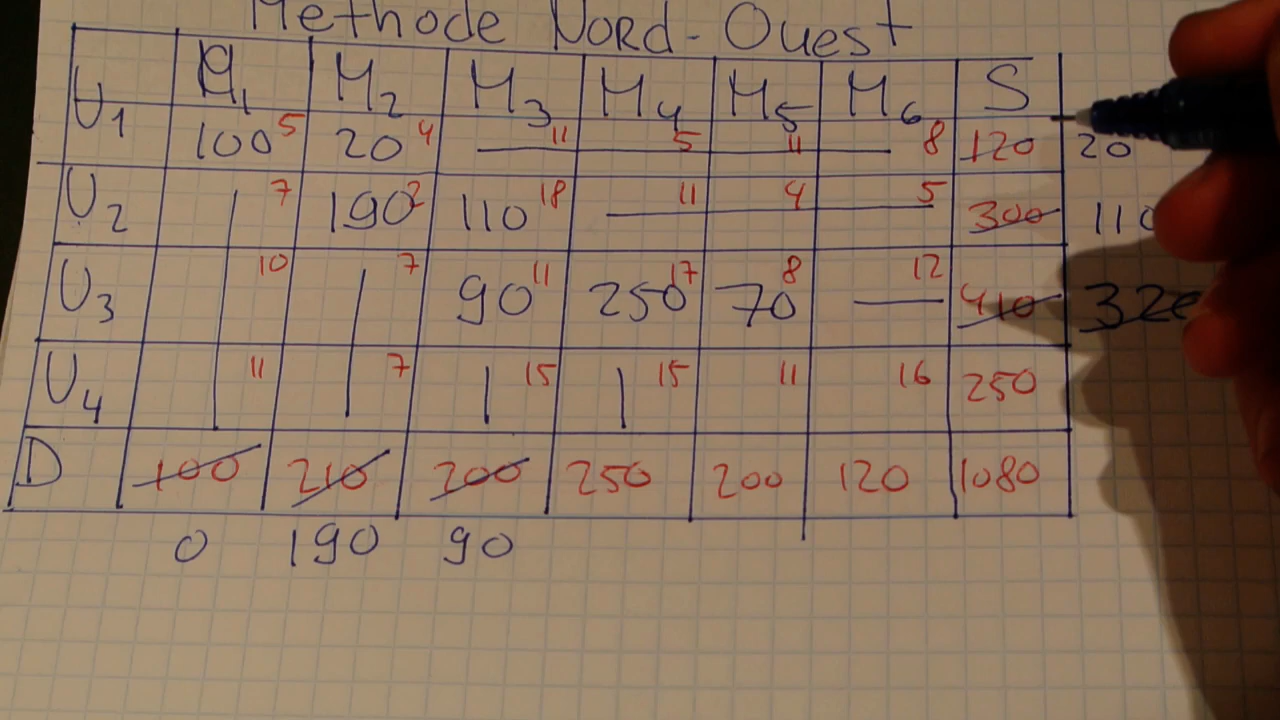 Methode Nord-Ouest
M1 M2 M3 M4 M5 M6 S
U1 100 5 20 4 11 5 11 8 120 20
U2 7 190 2 110 18 11 4 5 300 110
U3 10 7 90 11 250 17 70 8 12 410 320
U4 11 7 15 15 11 16 250
D 100 210 200 250 200 120 1080
0 190 90